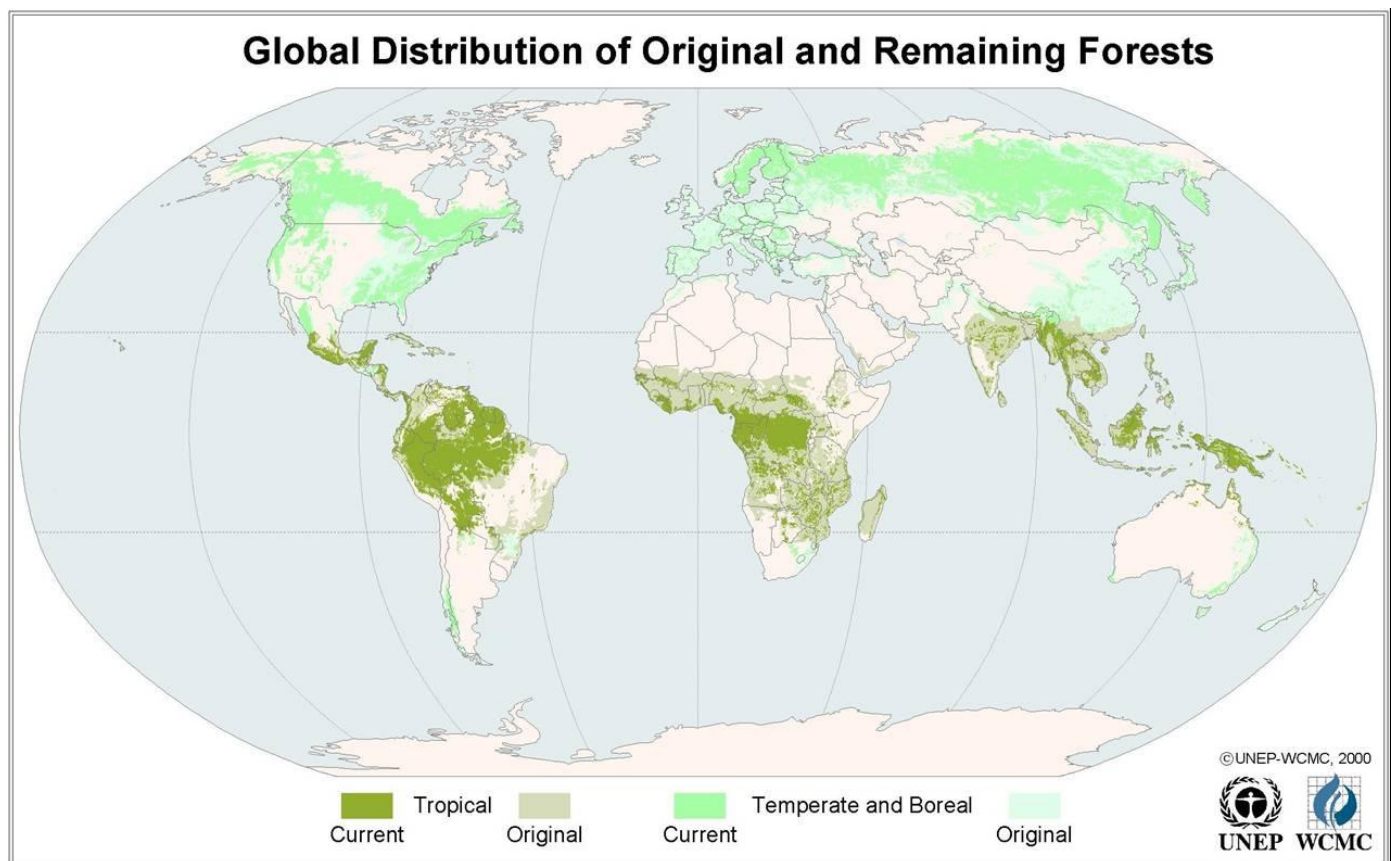 Global Distribution of Original and Remaining Forests
©UNEP-WCMC, 2000
Tropical
Temperate and Boreal
Current
Original
Current
Original
UNEP WCMC